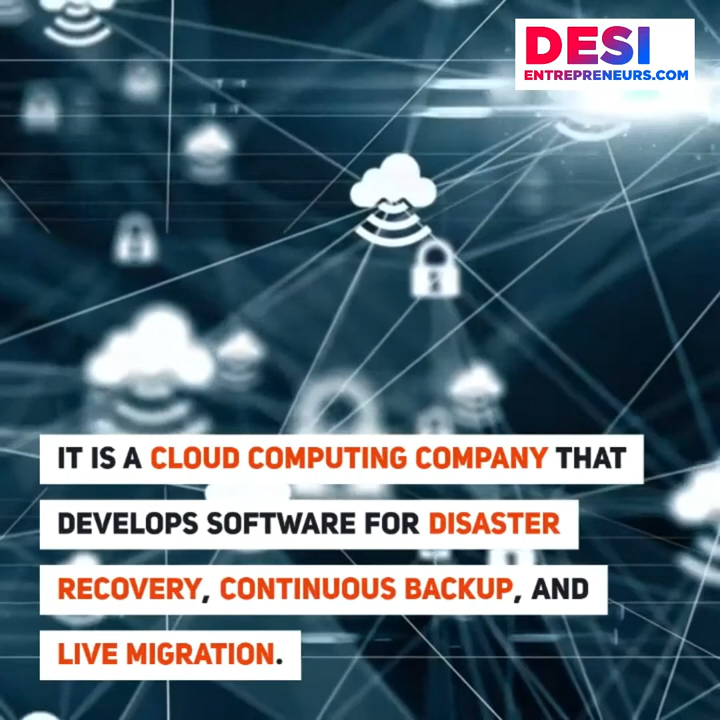 DESI
ENTREPRENEURS.COM
IT IS A CLOUD COMPUTING COMPANY THAT
DEVELOPS SOFTWARE FOR DISASTER
RECOVERY, CONTINUOUS BACKUP, AND
LIVE MIGRATION.